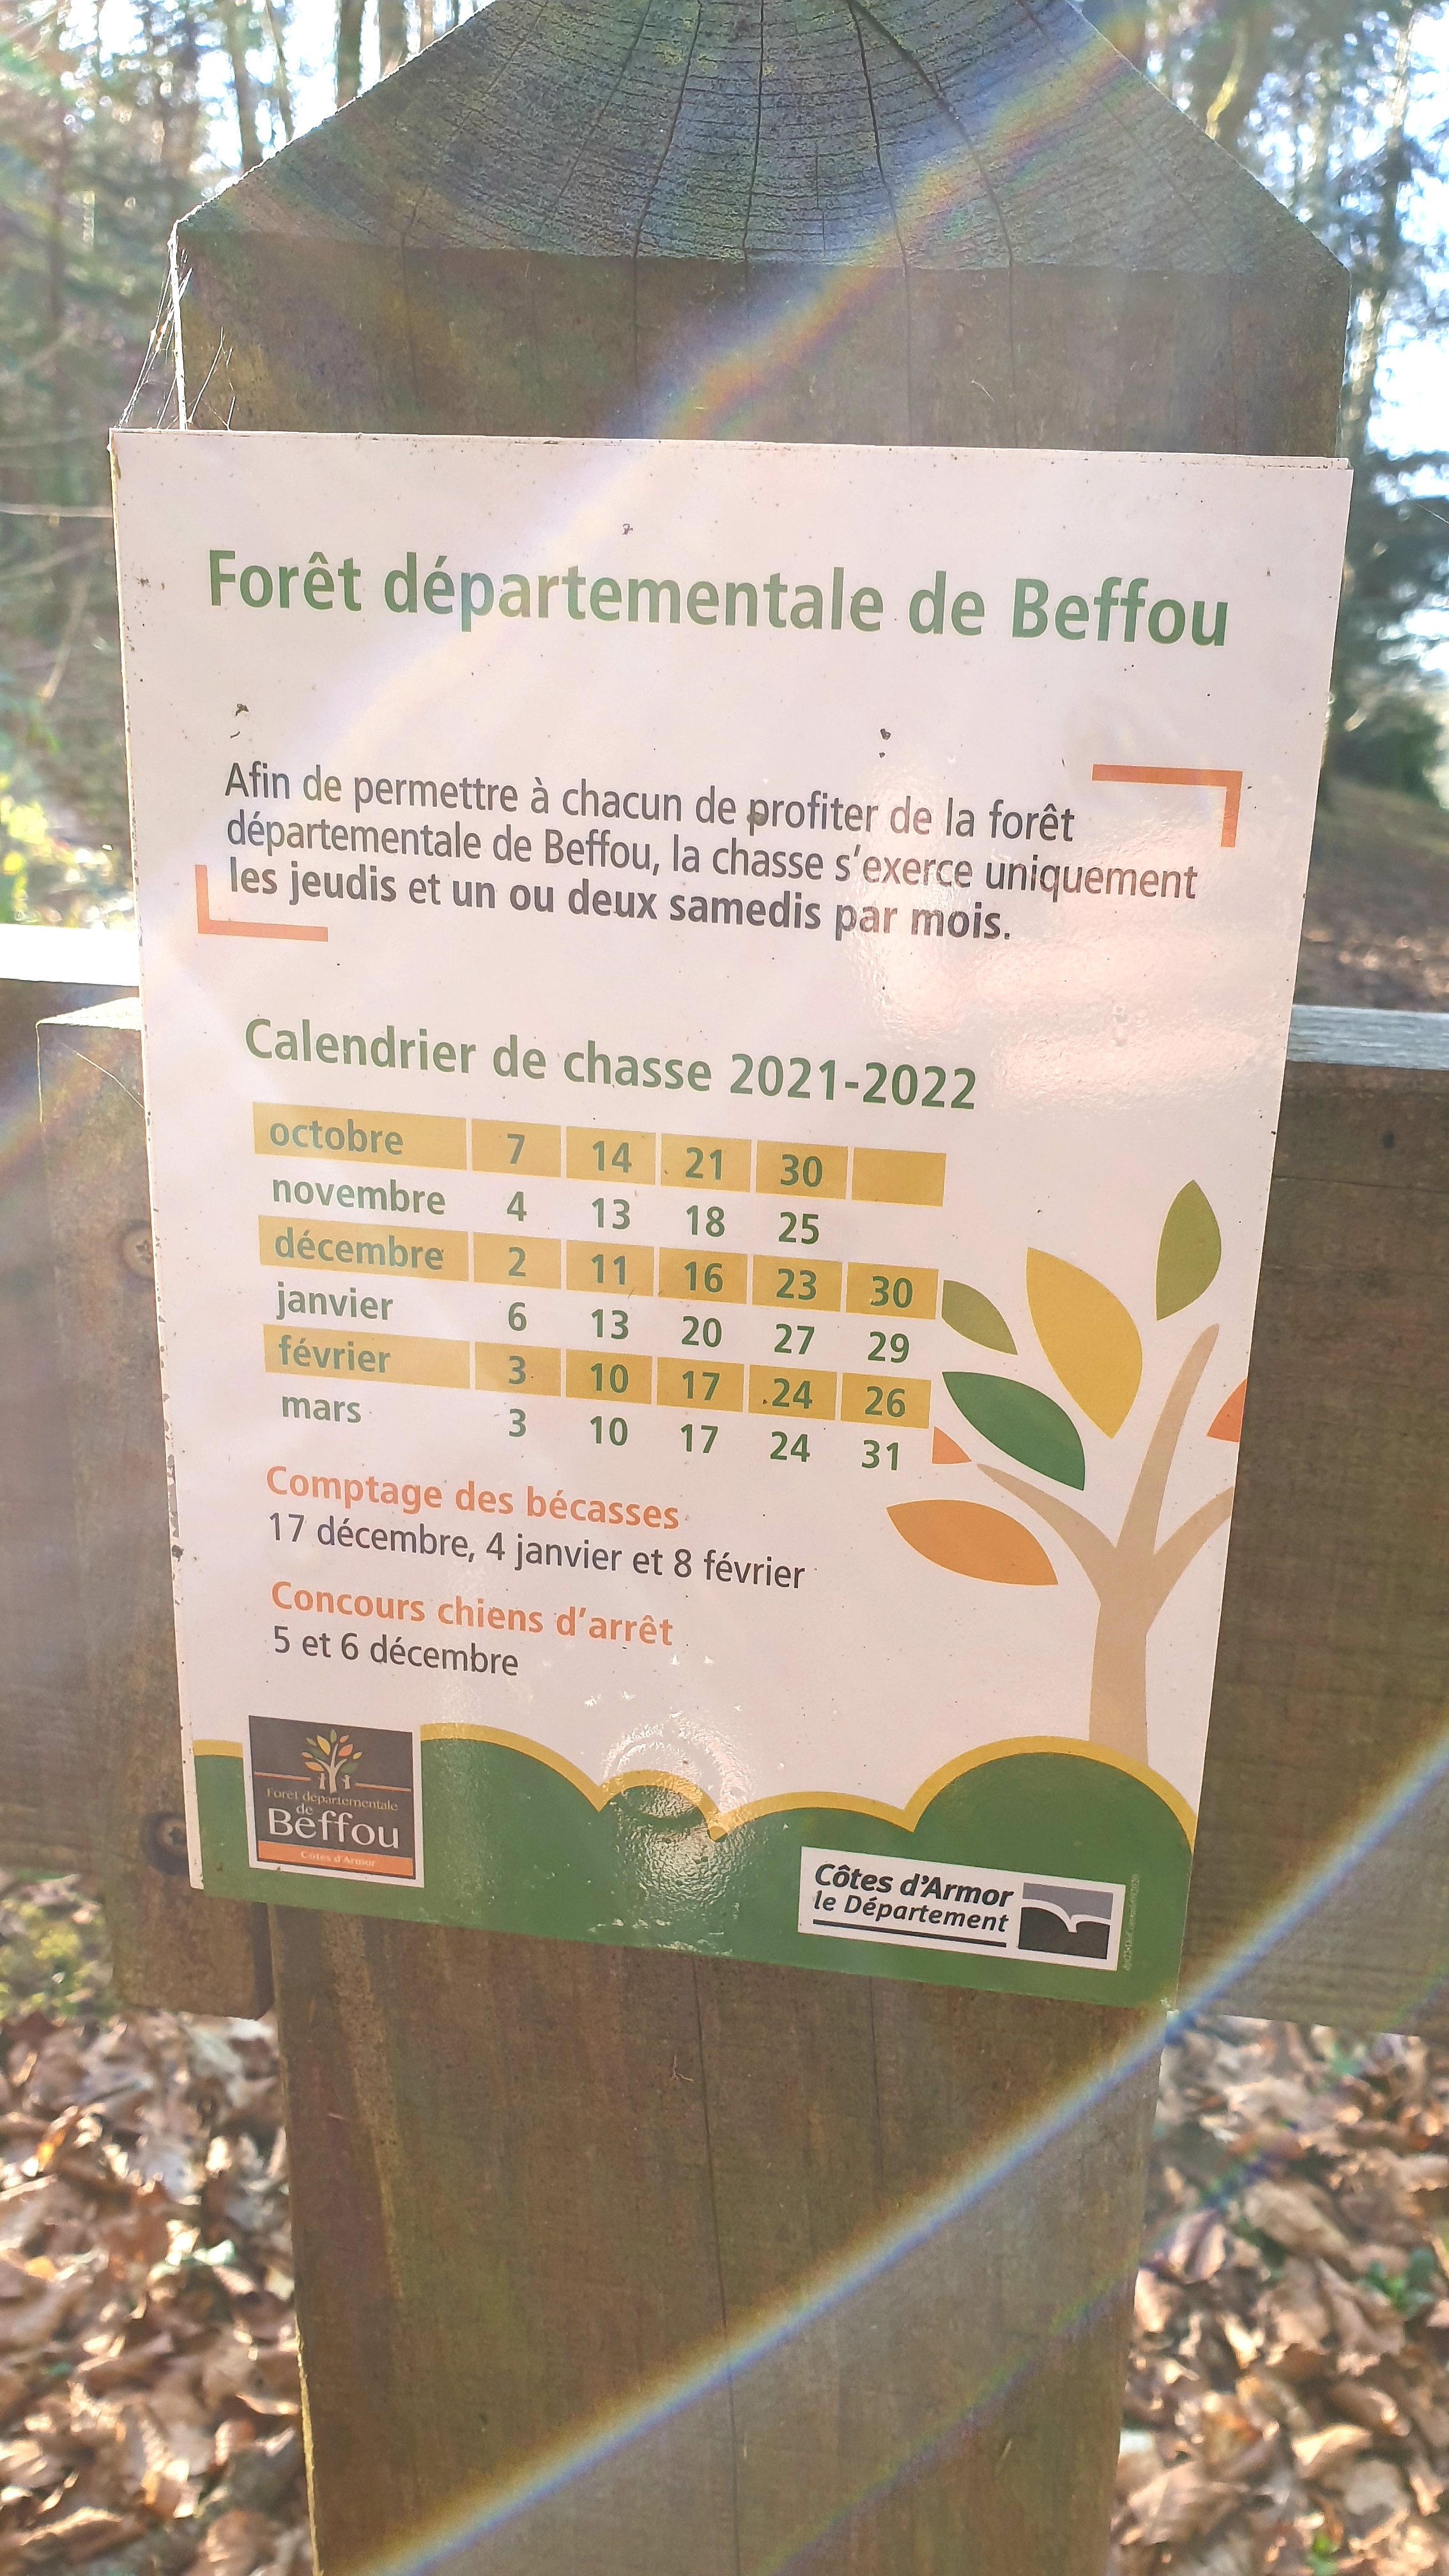 Forêt départementale de Beffou
Afin de permettre à chacun de profiter de la forêt
départementale de Beffou, la chasse s'exerce uniquement
les jeudis et un ou deux samedis par mois.
Calendrier de chasse 2021-2022
octobre 7 14 21 30
novembre 4 13 18 25
décembre 2 11 16 23 30
janvier 6 13 20 27 29
février 3 10 17 24 26
mars 3 10 17 24 31
Comptage des bécasses
17 décembre, 4 janvier et 8 février
Concours chiens d'arrêt
5 et 6 décembre
Forêt départementale
de
Beffou
Côtes d'Armor
Côtes d'Armor
le Département